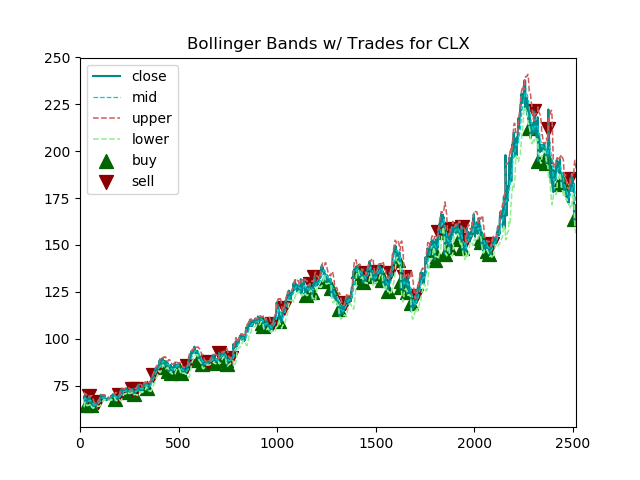 Bollinger Bands w/ Trades for CLX
250
225
200
175
150
125
100
75
0 500 1000 1500 2000 2500
close
mid
upper
lower
buy
sell